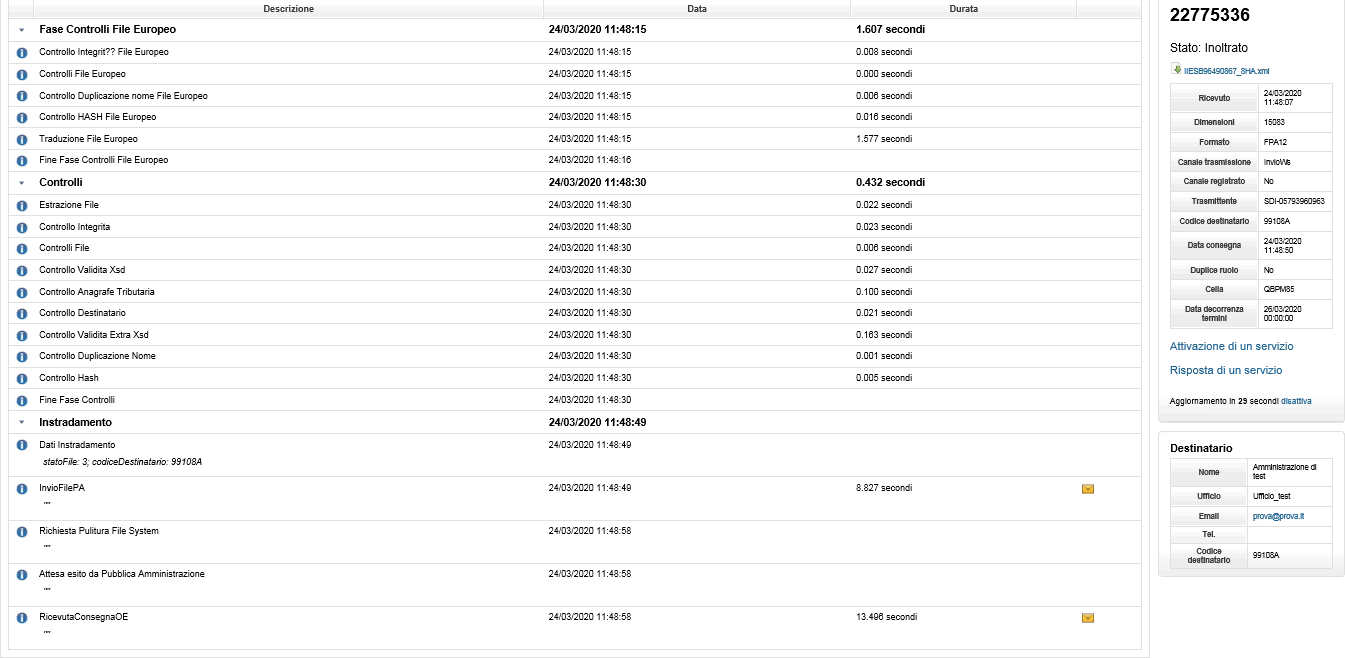 Descrizione Data Durata
Fase Controlli File Europeo 24/03/2020 11:48:15 1.607 secondi
Controllo Integrit?? File Europeo 24/03/2020 11:48:15 0.008 secondi
Controlli File Europeo 24/03/2020 11:48:15 0.000 secondi
Controllo Duplicazione nome File Europeo 24/03/2020 11:48:15 0.006 secondi
Controllo HASH File Europeo 24/03/2020 11:48:15 0.016 secondi
Traduzione File Europeo 24/03/2020 11:48:15 1.577 secondi
Fine Fase Controlli File Europeo 24/03/2020 11:48:16
Controlli 24/03/2020 11:48:30 0.432 secondi
Estrazione File 24/03/2020 11:48:30 0.022 secondi
Controllo Integrita 24/03/2020 11:48:30 0.023 secondi
Controlli File 24/03/2020 11:48:30 0.006 secondi
Controllo Validita Xsd 24/03/2020 11:48:30 0.027 secondi
Controllo Anagrafe Tributaria 24/03/2020 11:48:30 0.100 secondi
Controllo Destinatario 24/03/2020 11:48:30 0.021 secondi
Controllo Validita Extra Xsd 24/03/2020 11:48:30 0.163 secondi
Controllo Duplicazione Nome 24/03/2020 11:48:30 0.001 secondi
Controllo Hash 24/03/2020 11:48:30 0.005 secondi
Fine Fase Controlli 24/03/2020 11:48:30
Instradamento 24/03/2020 11:48:49
Dati Instradamento 24/03/2020 11:48:49
statoFile: 3; codiceDestinatario: 99108A
InvioFilePA 24/03/2020 11:48:49 8.827 secondi
""
Richiesta Pulitura File System 24/03/2020 11:48:58
""
Attesa esito da Pubblica Amministrazione 24/03/2020 11:48:58
""
RicevutaConsegnaOE 24/03/2020 11:48:58 13.496 secondi
""
22775336
Stato: Inoltrato
IIESB96490867_8HA.xml
Ricevuto 24/03/2020
11:48:07
Dimensioni 15083
Formato FPA12
Canale trasmissione InvioWs
Canale registrato No
Trasmittente SDI-05793960963
Codice destinatario 99108A
Data consegna 24/03/2020
11:48:50
Duplice ruolo No
Cella QBPM85
Data decorrenza
termini 26/03/2020
00:00:00
Attivazione di un servizio
Risposta di un servizio
Aggiornamento in 29 secondi disattiva
Destinatario
Nome Amministrazione di
test
Ufficio Ufficio_test
Email prova@prova.it
Tel.
Codice
destinatario 99108A